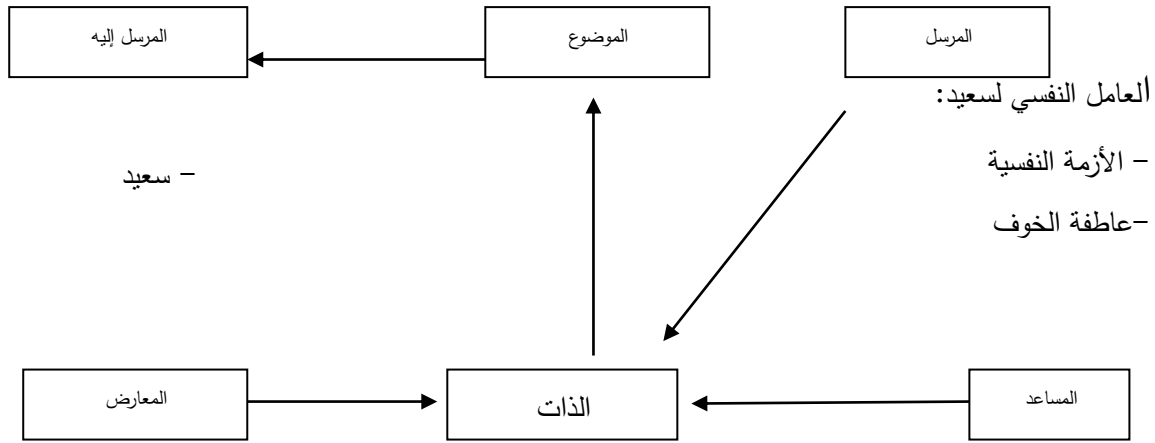 المرسل
الموضوع
المرسل إليه
العامل النفسي لسعيد:
- الأزمة النفسية
- سعيد
-عاطفة الخوف
المساعد
الذات
المعارض